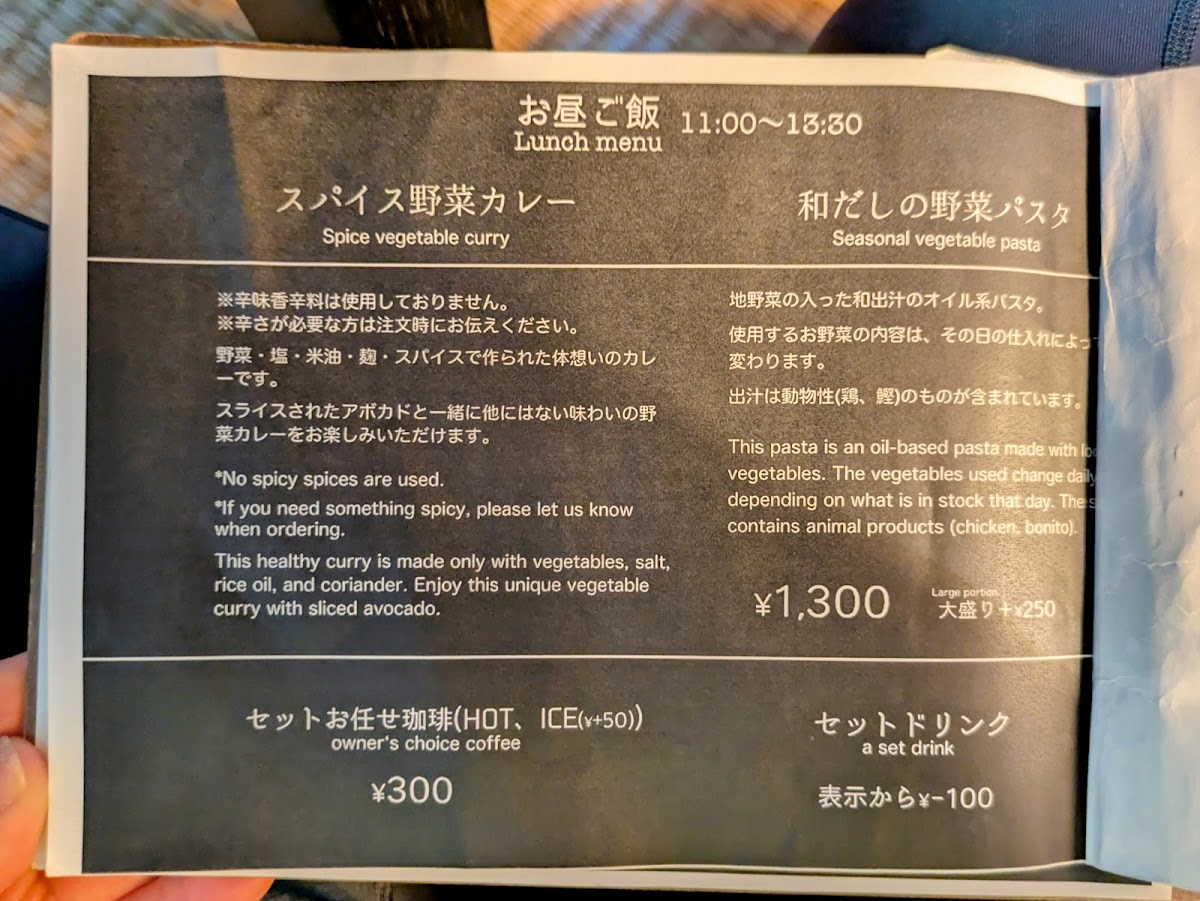 お昼ご飯 11:00〜13:30
Lunch menu
スパイス野菜カレー
Spice vegetable curry
※辛味香辛料は使用しておりません。
※辛さが必要な方は注文時にお伝えください。
野菜・塩・米油・麹・スパイスで作られた体想いのカレ
ーです。
スライスされたアボカドと一緒に他にはない味わいの野
菜カレーをお楽しみいただけます。
*No spicy spices are used.
*If you need something spicy, please let us know
when ordering.
This healthy curry is made only with vegetables, salt,
rice oil, and coriander. Enjoy this unique vegetable
curry with sliced avocado.
和だしの野菜パスタ
Seasonal vegetable pasta
地野菜の入った和出汁のオイル系パスタ。
使用するお野菜の内容は、その日の仕入れによっ
変わります。
出汁は動物性(鶏、鰹)のものが含まれています。
This pasta is an oil-based pasta made with
vegetables. The vegetables used change daily
depending on what is in stock that day. The
contains animal products (chicken, bonito).
¥1,300
Large portion
大盛り+¥250
セットお任せ珈琲(HOT、ICE(¥+50))
owner's choice coffee
¥300
セットドリンク
a set drink
表示から¥-100